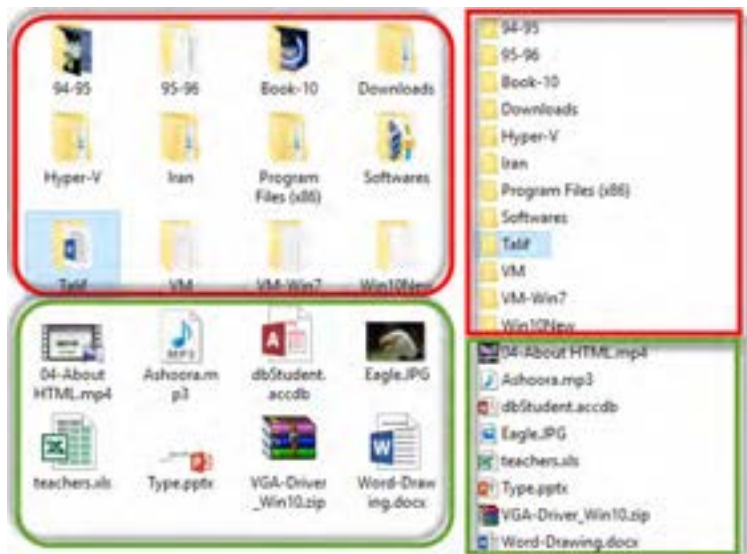 94-95
95-96
Book-10
Downloads
Hyper-V
Iran
Program
Files (x86)
Softwares
Talif
VM
VM-Win7
Win10New
04-About
HTML.mp4
Ashoora.m
p3
dbStudent.
accdb
Eagle.JPG
teachers.xls
Type.pptx
VGA-Driver
_Win10.zip
Word-Draw
ing.docx
94-95
95-96
Book-10
Downloads
Hyper-V
Iran
Program Files (x86)
Softwares
Talif
VM
VM-Win7
Win10New
04-About HTML.mp4
Ashoora.mp3
dbStudent.accdb
Eagle.JPG
teachers.xls
Type.pptx
VGA-Driver_Win10.zip
Word-Drawing.docx